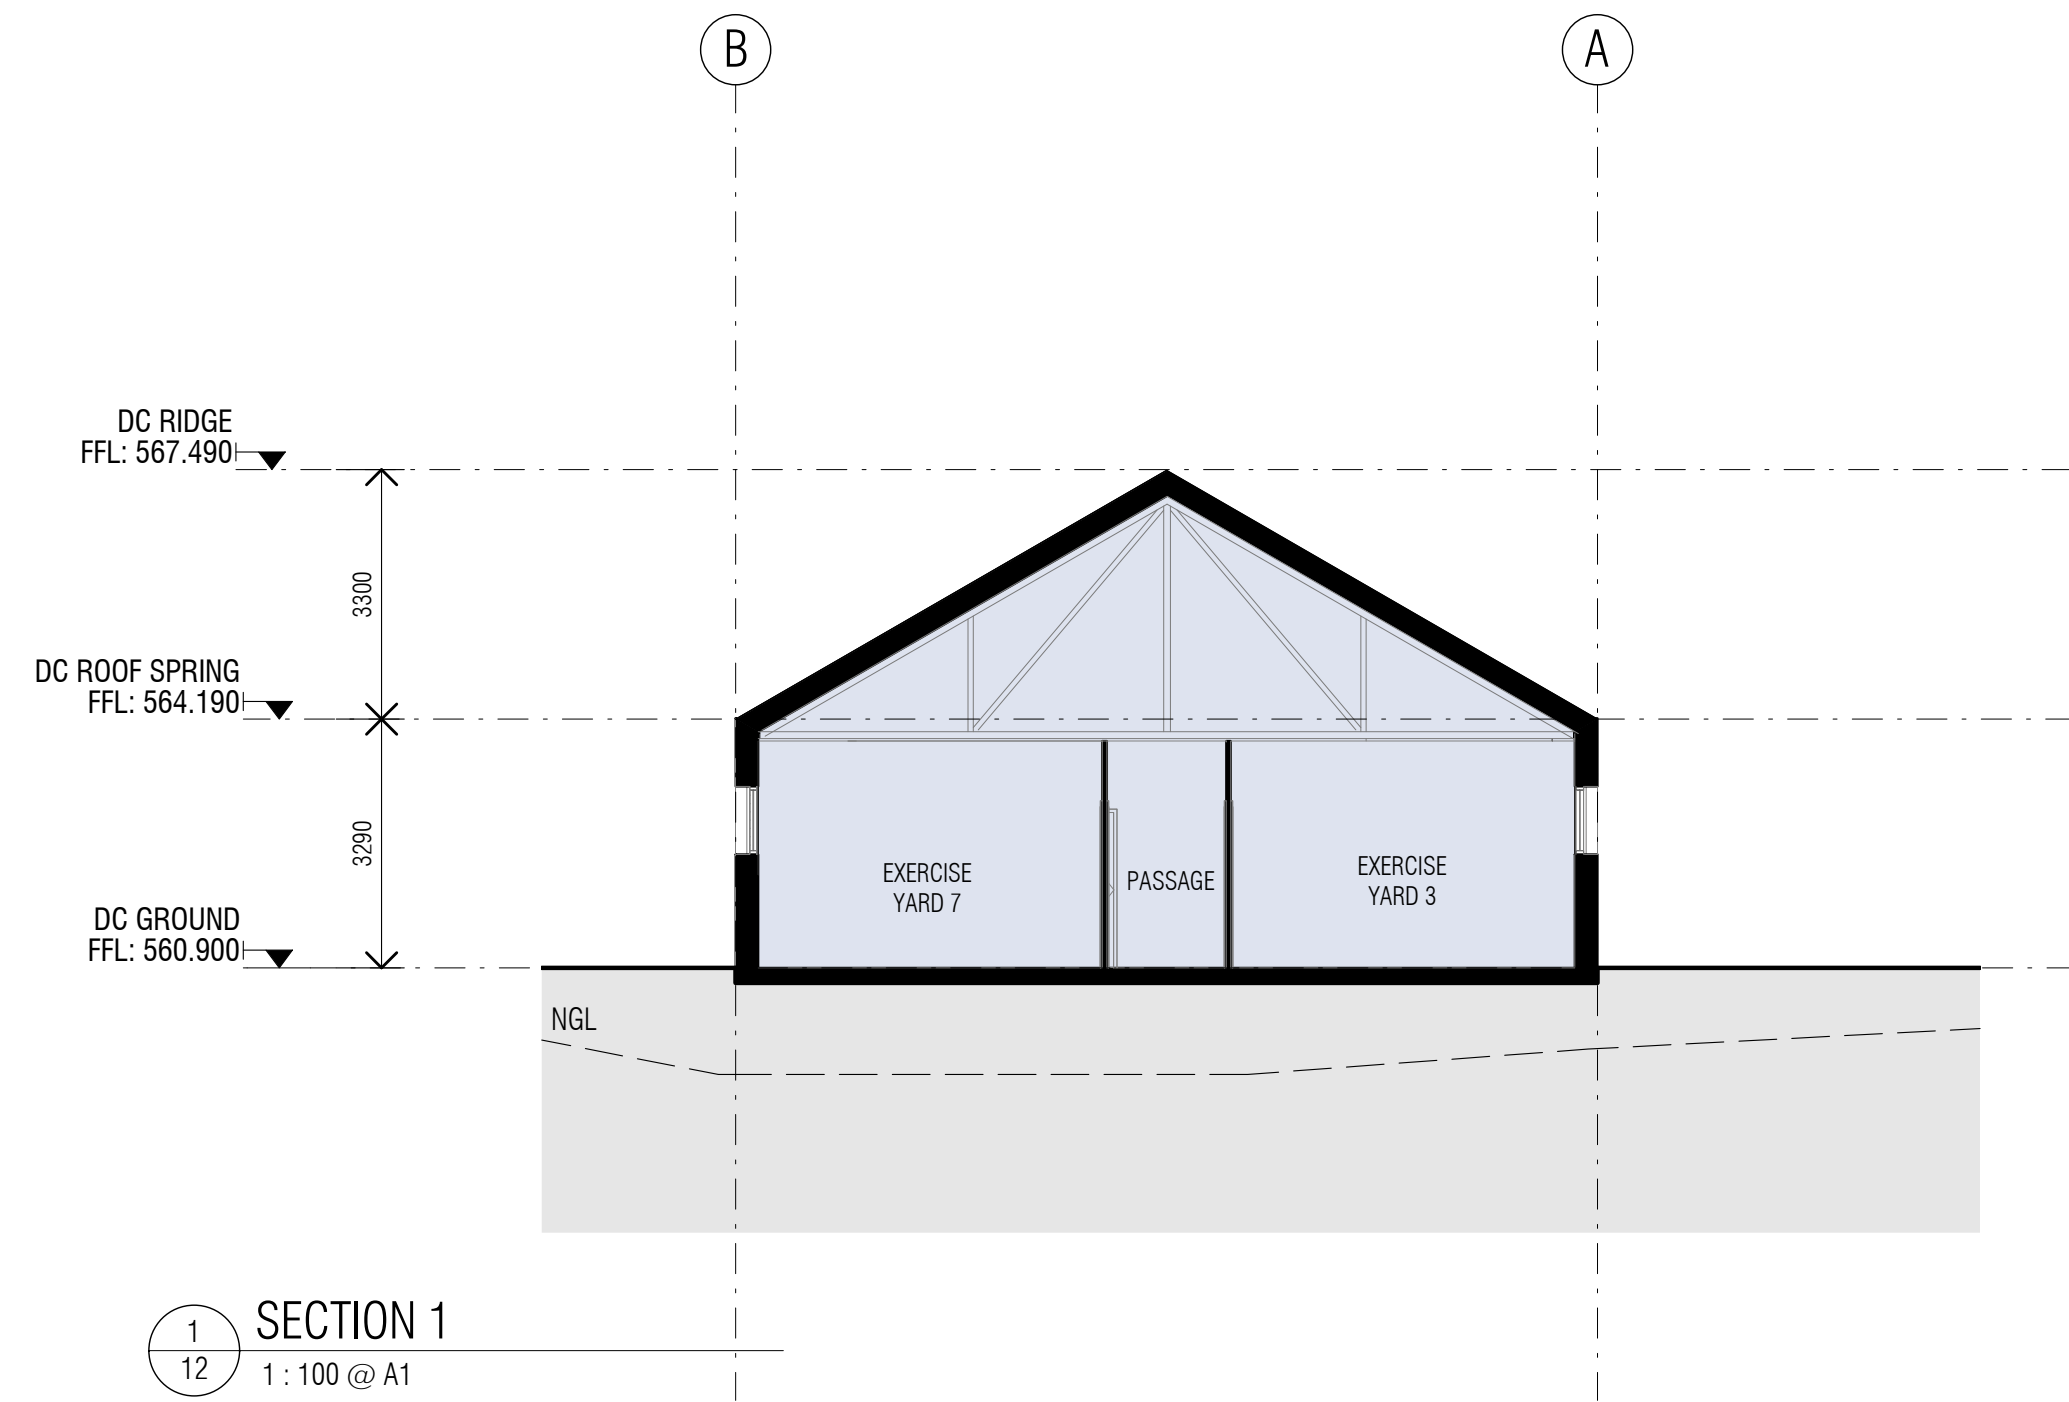 B
A
DC RIDGE
FFL: 567.490
3300
DC ROOF SPRING
FFL: 564.190
3290
EXERCISE
YARD 7
PASSAGE
EXERCISE
YARD 3
DC GROUND
FFL: 560.900
NGL
1
12
SECTION 1
1 : 100 @ A1